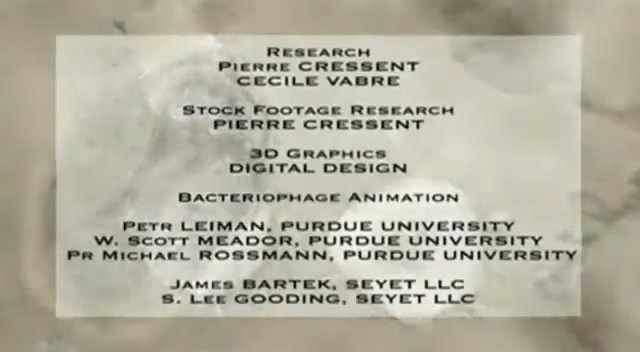 Research
Pierre CRESSENT
CECILE VABRE
Stock Footage Research
PIERRE CRESSENT
3D Graphics
DIGITAL DESIGN
Bacteriophage Animation
Petr LEIMAN, PURDUE UNIVERSITY
W. Scott MEADOR, PURDUE UNIVERSITY
Pr Michael ROSSMANN, PURDUE UNIVERSITY
James BARTEK, SEYET LLC
S. Lee GOODING, SEYET LLC